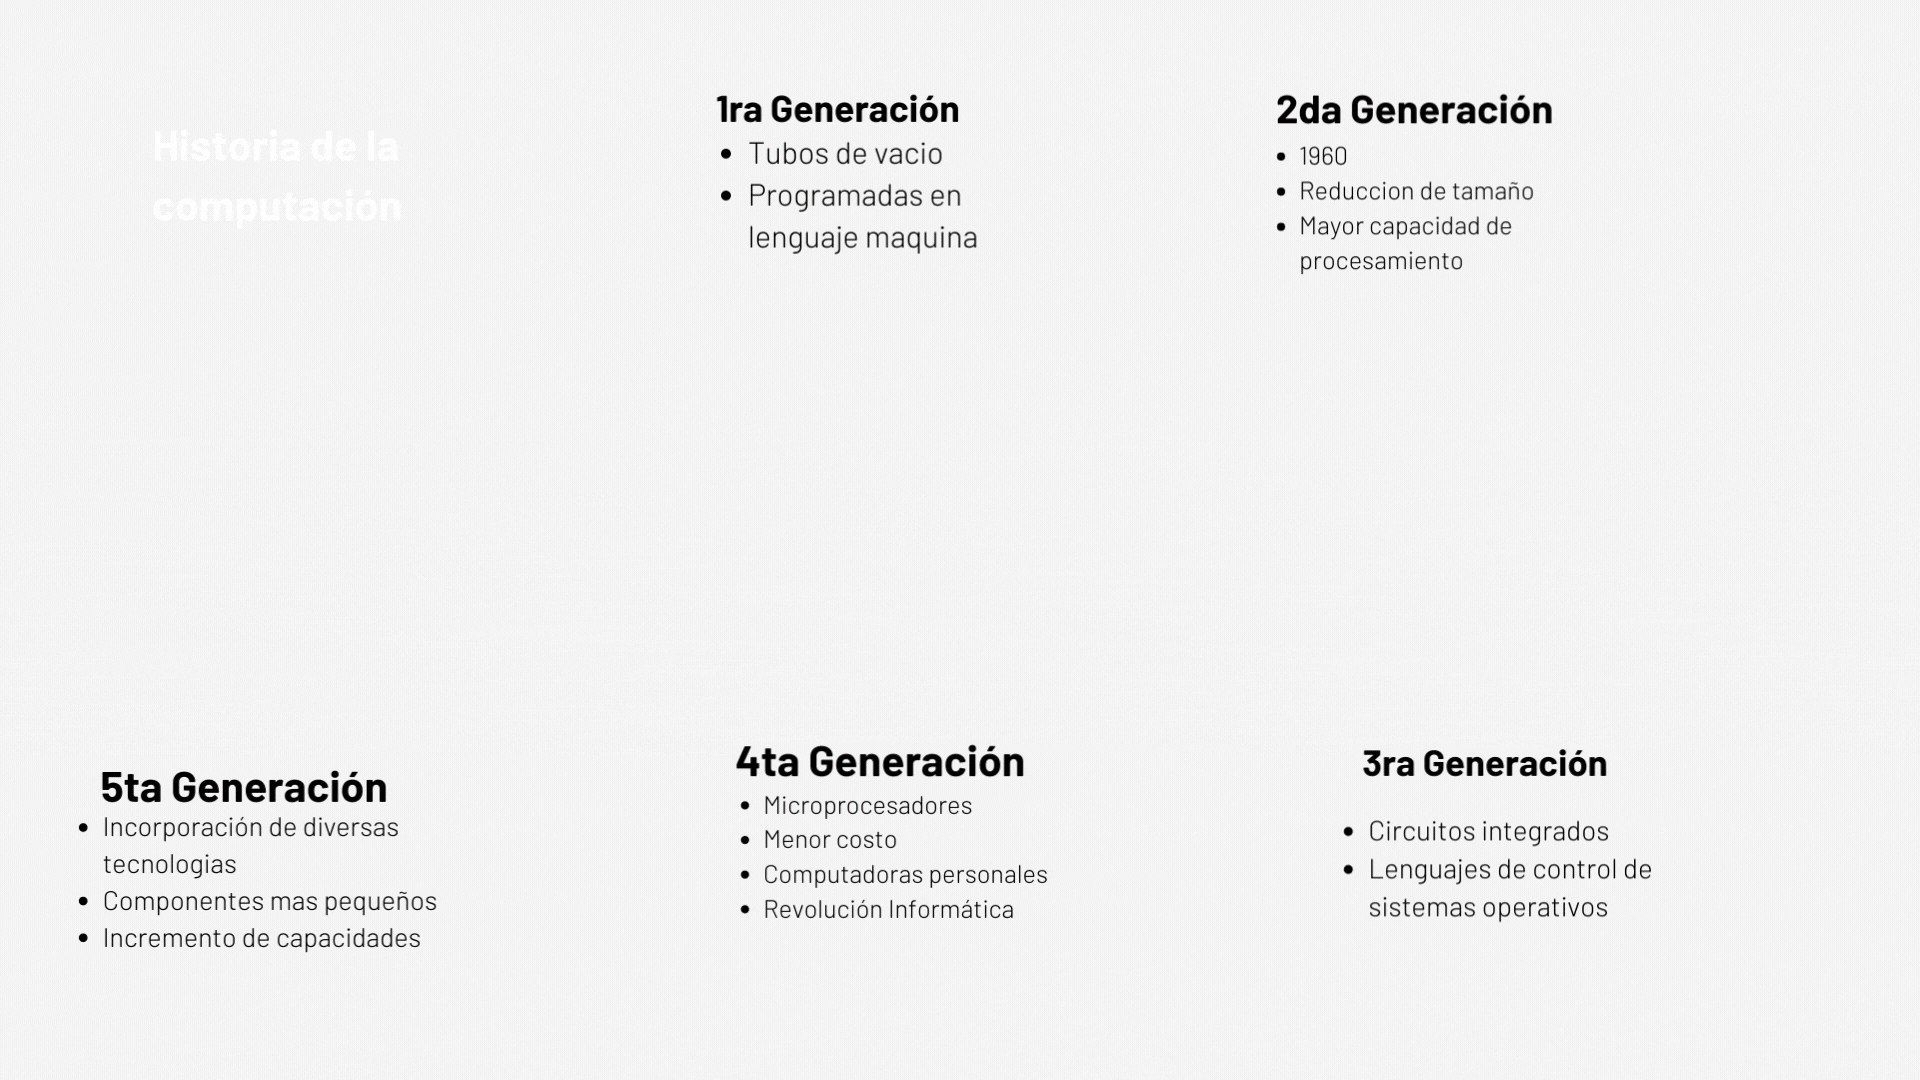 Historia de la
computación
1ra Generación
• Tubos de vacio
• Programadas en
lenguaje maquina
2da Generación
• 1960
• Reduccion de tamaño
• Mayor capacidad de
procesamiento
3ra Generación
• Circuitos integrados
• Lenguajes de control de
sistemas operativos
4ta Generación
• Microprocesadores
• Menor costo
• Computadoras personales
• Revolución Informática
5ta Generación
• Incorporación de diversas
tecnologias
• Componentes mas pequeños
• Incremento de capacidades